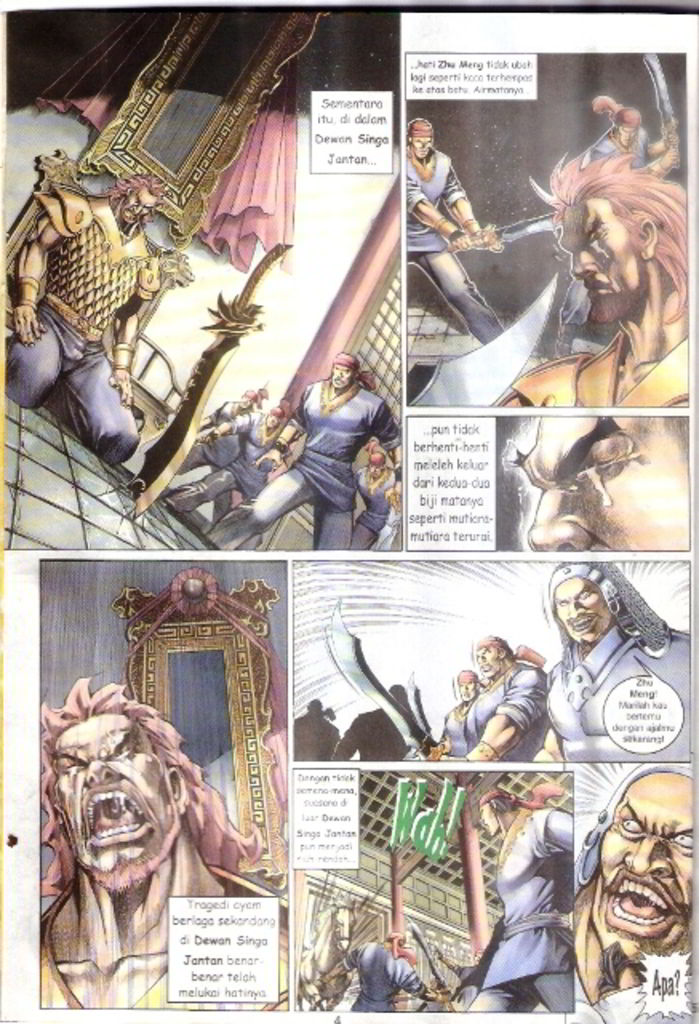 Sementara
itu, di dalam
Dewan Singa
Jantan...
...hati Zhu Meng tidak ubah
lagi seperti kaca terhempas
ke atas batu. Airmatanya...
...pun tidak
berhenti-henti
meleleh keluar
dari kedua-dua
biji matanya
seperti mutiara-
mutiara terurai.
Tragedi ayam
berlaga sekandang
di Dewan Singa
Jantan benar-
benar telah
melukai hatinya.
Zhu
Meng!
Marilah kau
bertemu
dengan ajalmu
sekarang!
Dengan tidak
semena-mena,
suasana di
luar Dewan
Singa Jantan
pun menjadi
riuh rendah...
Wah!
Apa?
4